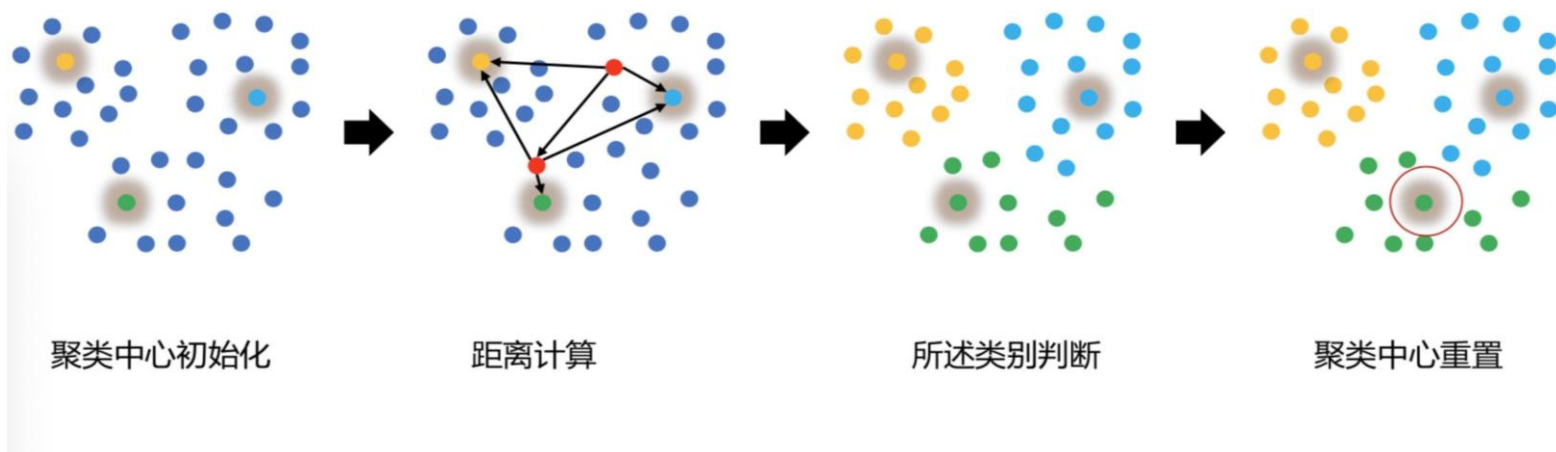 聚类中心初始化
距离计算
所述类别判断
聚类中心重置